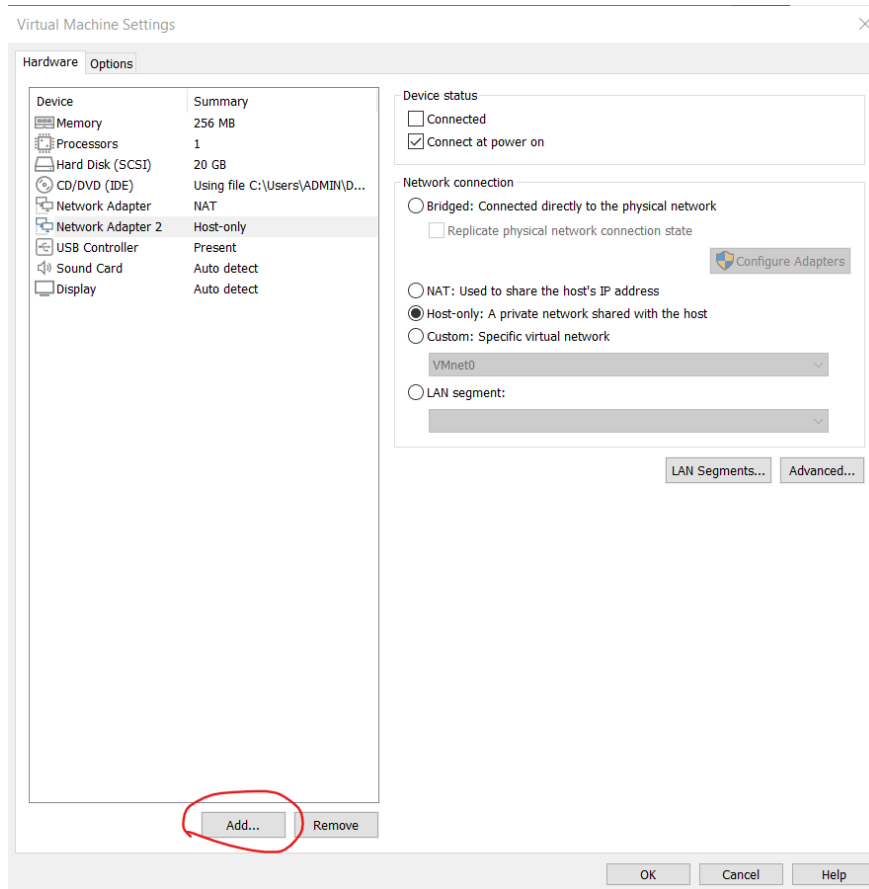 Virtual Machine Settings
Hardware Options
Device Summary
Memory 256 MB
Processors 1
Hard Disk (SCSI) 20 GB
CD/DVD (IDE) Using file C:\Users\ADMIN\D...
Network Adapter NAT
Network Adapter 2 Host-only
USB Controller Present
Sound Card Auto detect
Display Auto detect
Add... Remove
Device status
Connected
Connect at power on
Network connection
Bridged: Connected directly to the physical network
Replicate physical network connection state
Configure Adapters
NAT: Used to share the host's IP address
Host-only: A private network shared with the host
Custom: Specific virtual network
VMnet0
LAN segment:
LAN Segments... Advanced...
OK Cancel Help